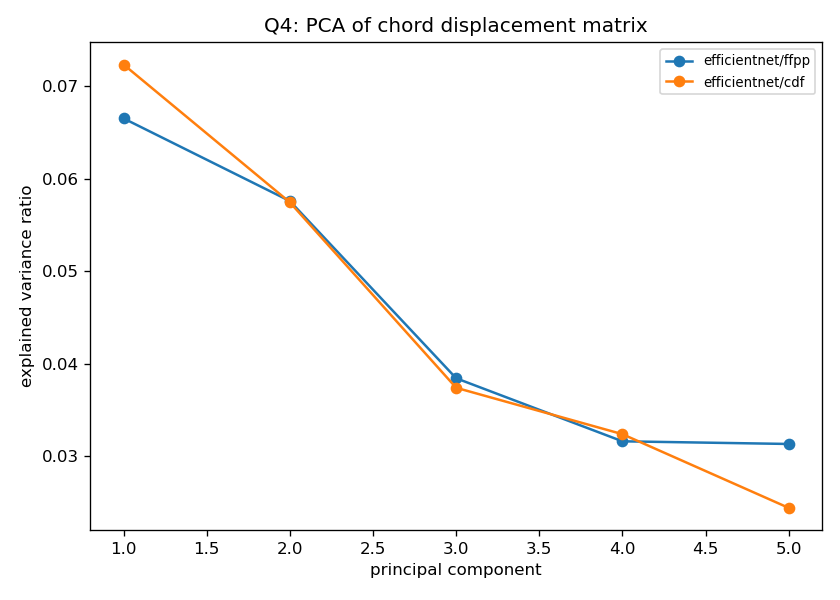 Q4: PCA of chord displacement matrix
efficientnet/ffpp
efficientnet/cdf
explained variance ratio
0.07
0.06
0.05
0.04
0.03
1.0 1.5 2.0 2.5 3.0 3.5 4.0 4.5 5.0
principal component